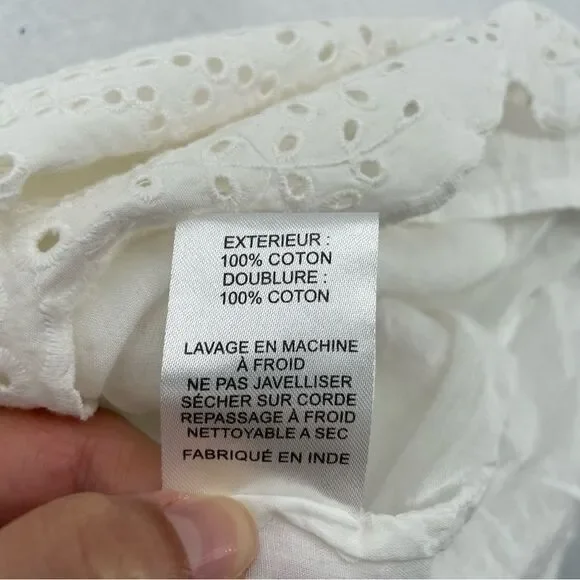 EXTERIEUR :
100% COTON
DOUBLURE :
100% COTON
LAVAGE EN MACHINE
À FROID
NE PAS JAVELLISER
SÉCHER SUR CORDE
REPASSAGE À FROID
NETTOYABLE A SEC
FABRIQUÉ EN INDE